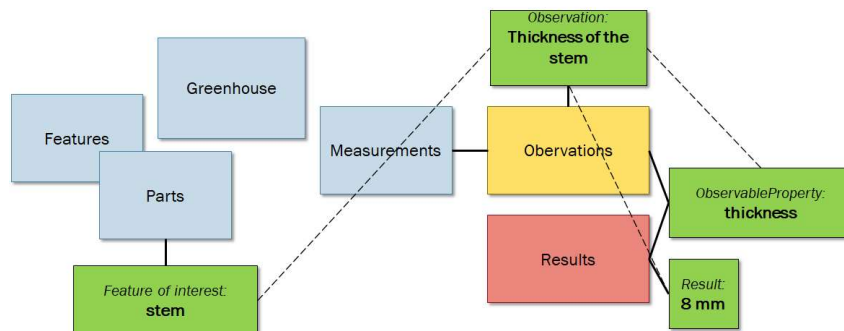 Observation:
Thickness of the
stem
Greenhouse
Features
Measurements
Obervations
Parts
ObservableProperty:
thickness
Results
Feature of interest:
stem
Result:
8 mm